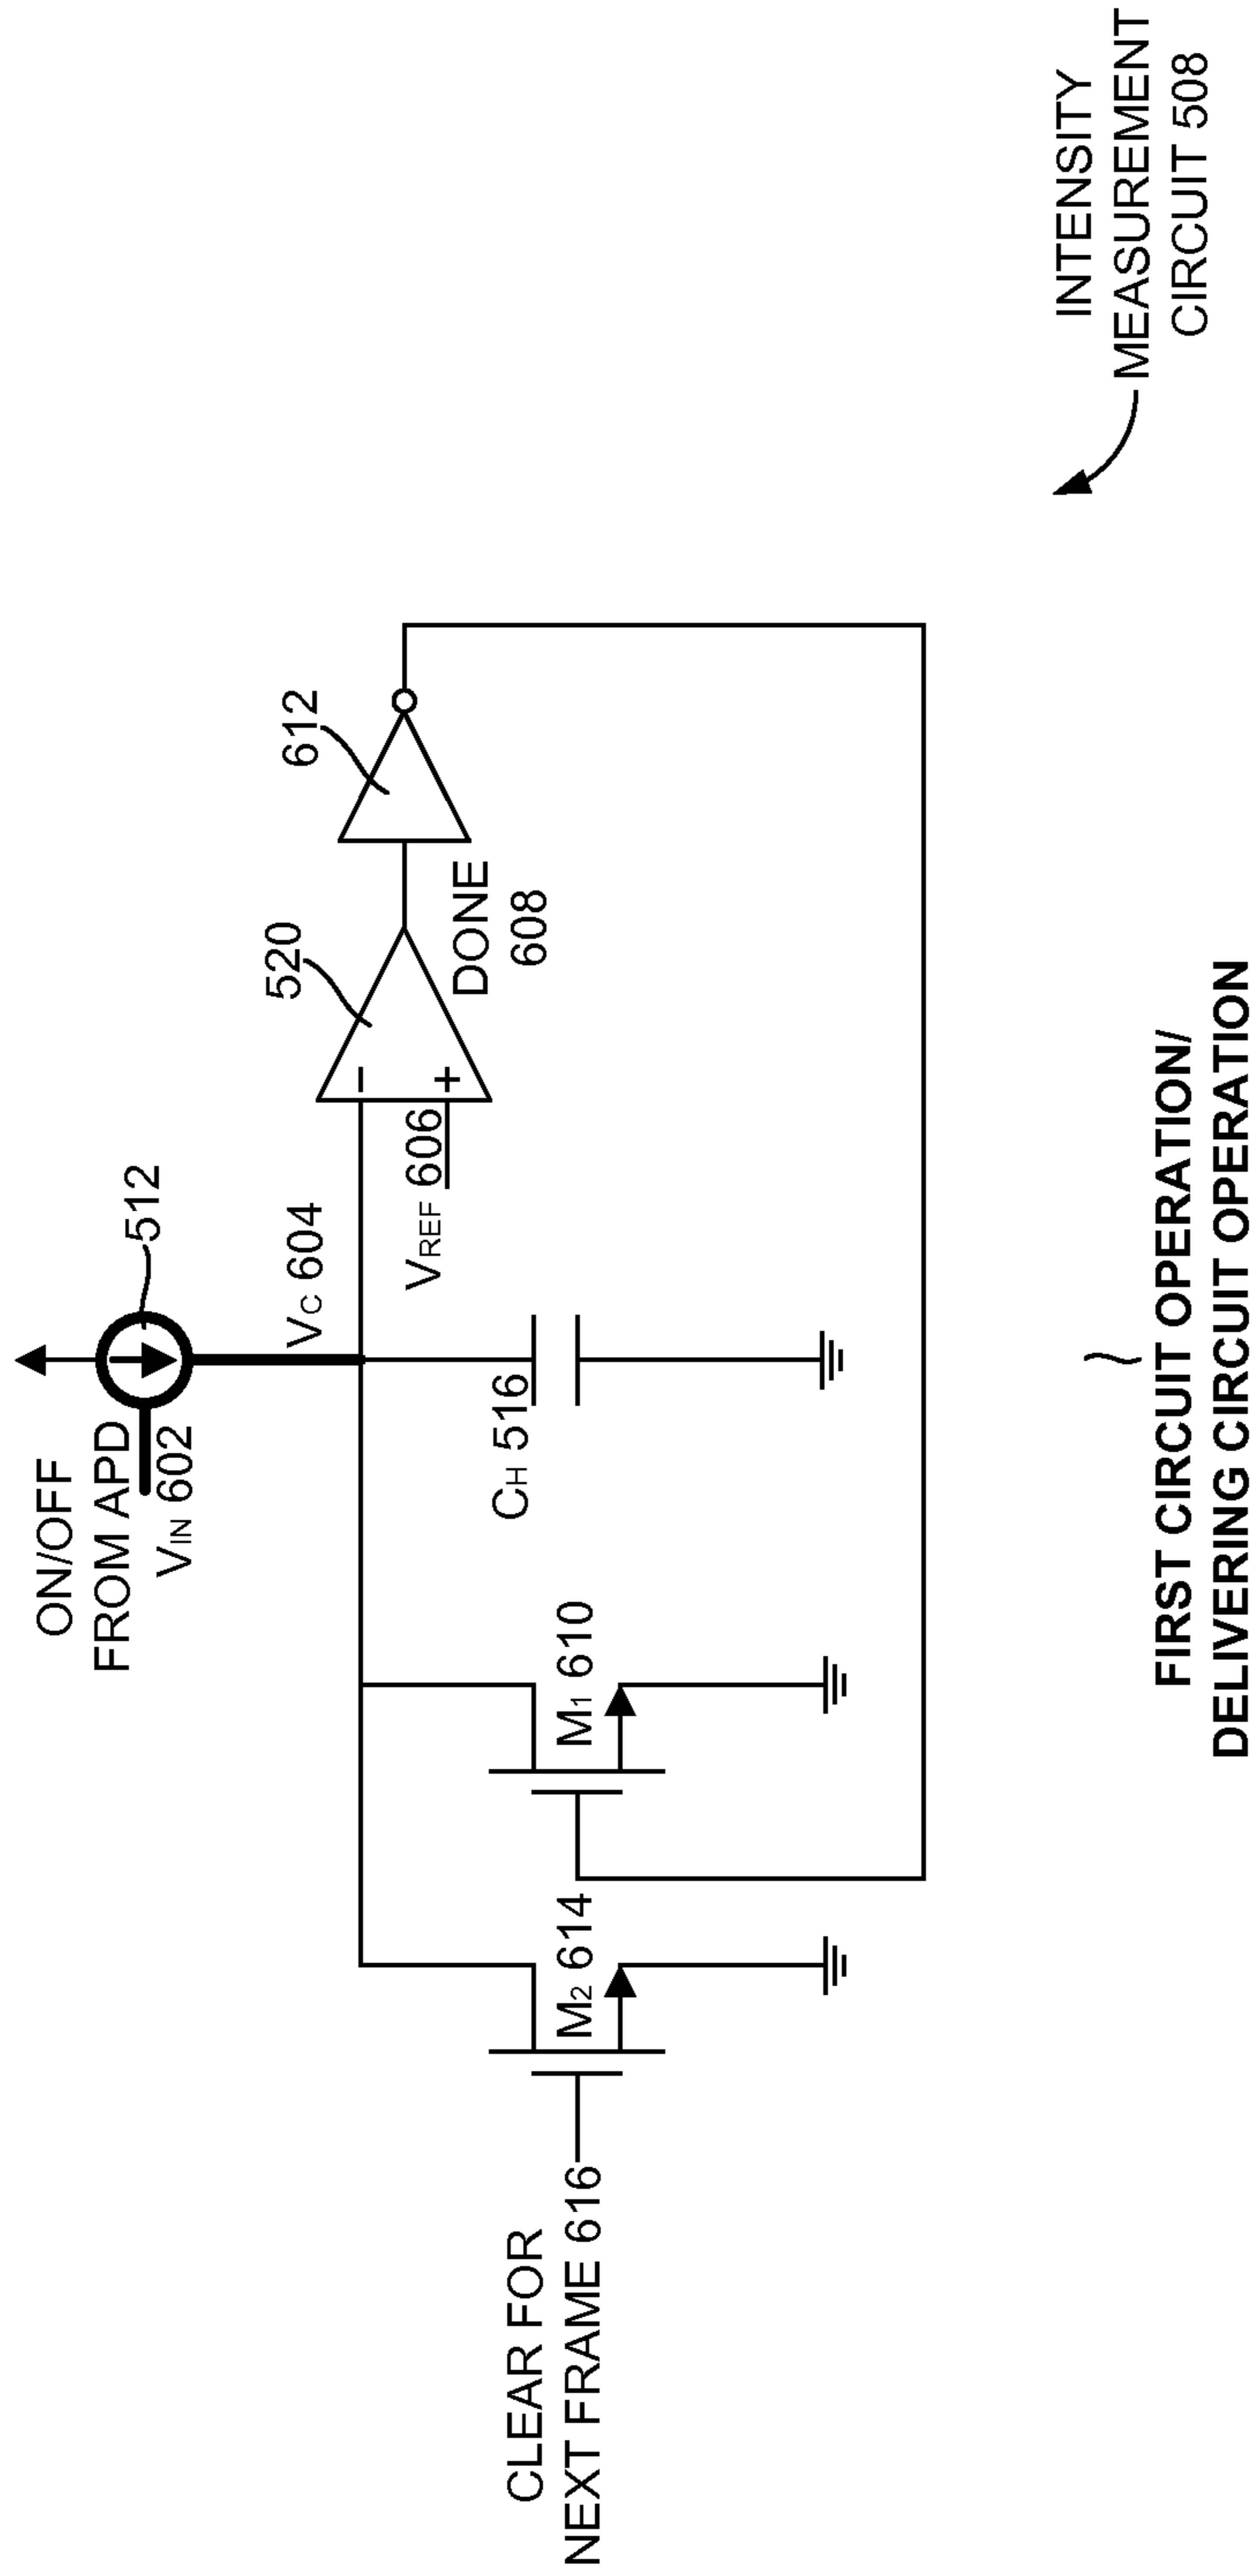 ON/OFF
FROM APD
VIN 602
512
VC 604
VREF 606
520
DONE
608
612
CH 516
M1 610
M2 614
CLEAR FOR
NEXT FRAME 616
INTENSITY
MEASUREMENT
CIRCUIT 508
FIRST CIRCUIT OPERATION/
DELIVERING CIRCUIT OPERATION